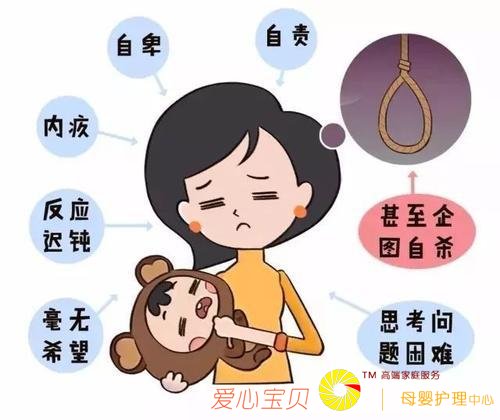 自卑
自责
内疚
反应
迟钝
毫无
希望
甚至企
图自杀
思考问
题困难
TM 高端家庭服务
爱心宝贝
母婴护理中心